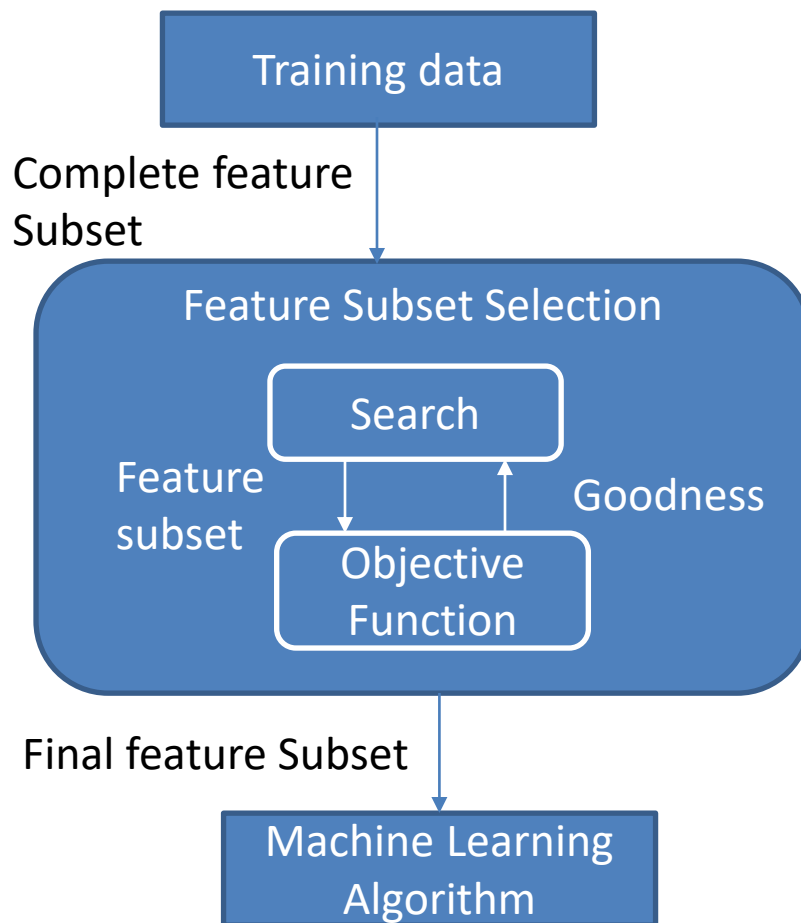 Training data
Complete feature
Subset
Feature Subset Selection
Search
Feature
subset
Goodness
Objective
Function
Final feature Subset
Machine Learning
Algorithm